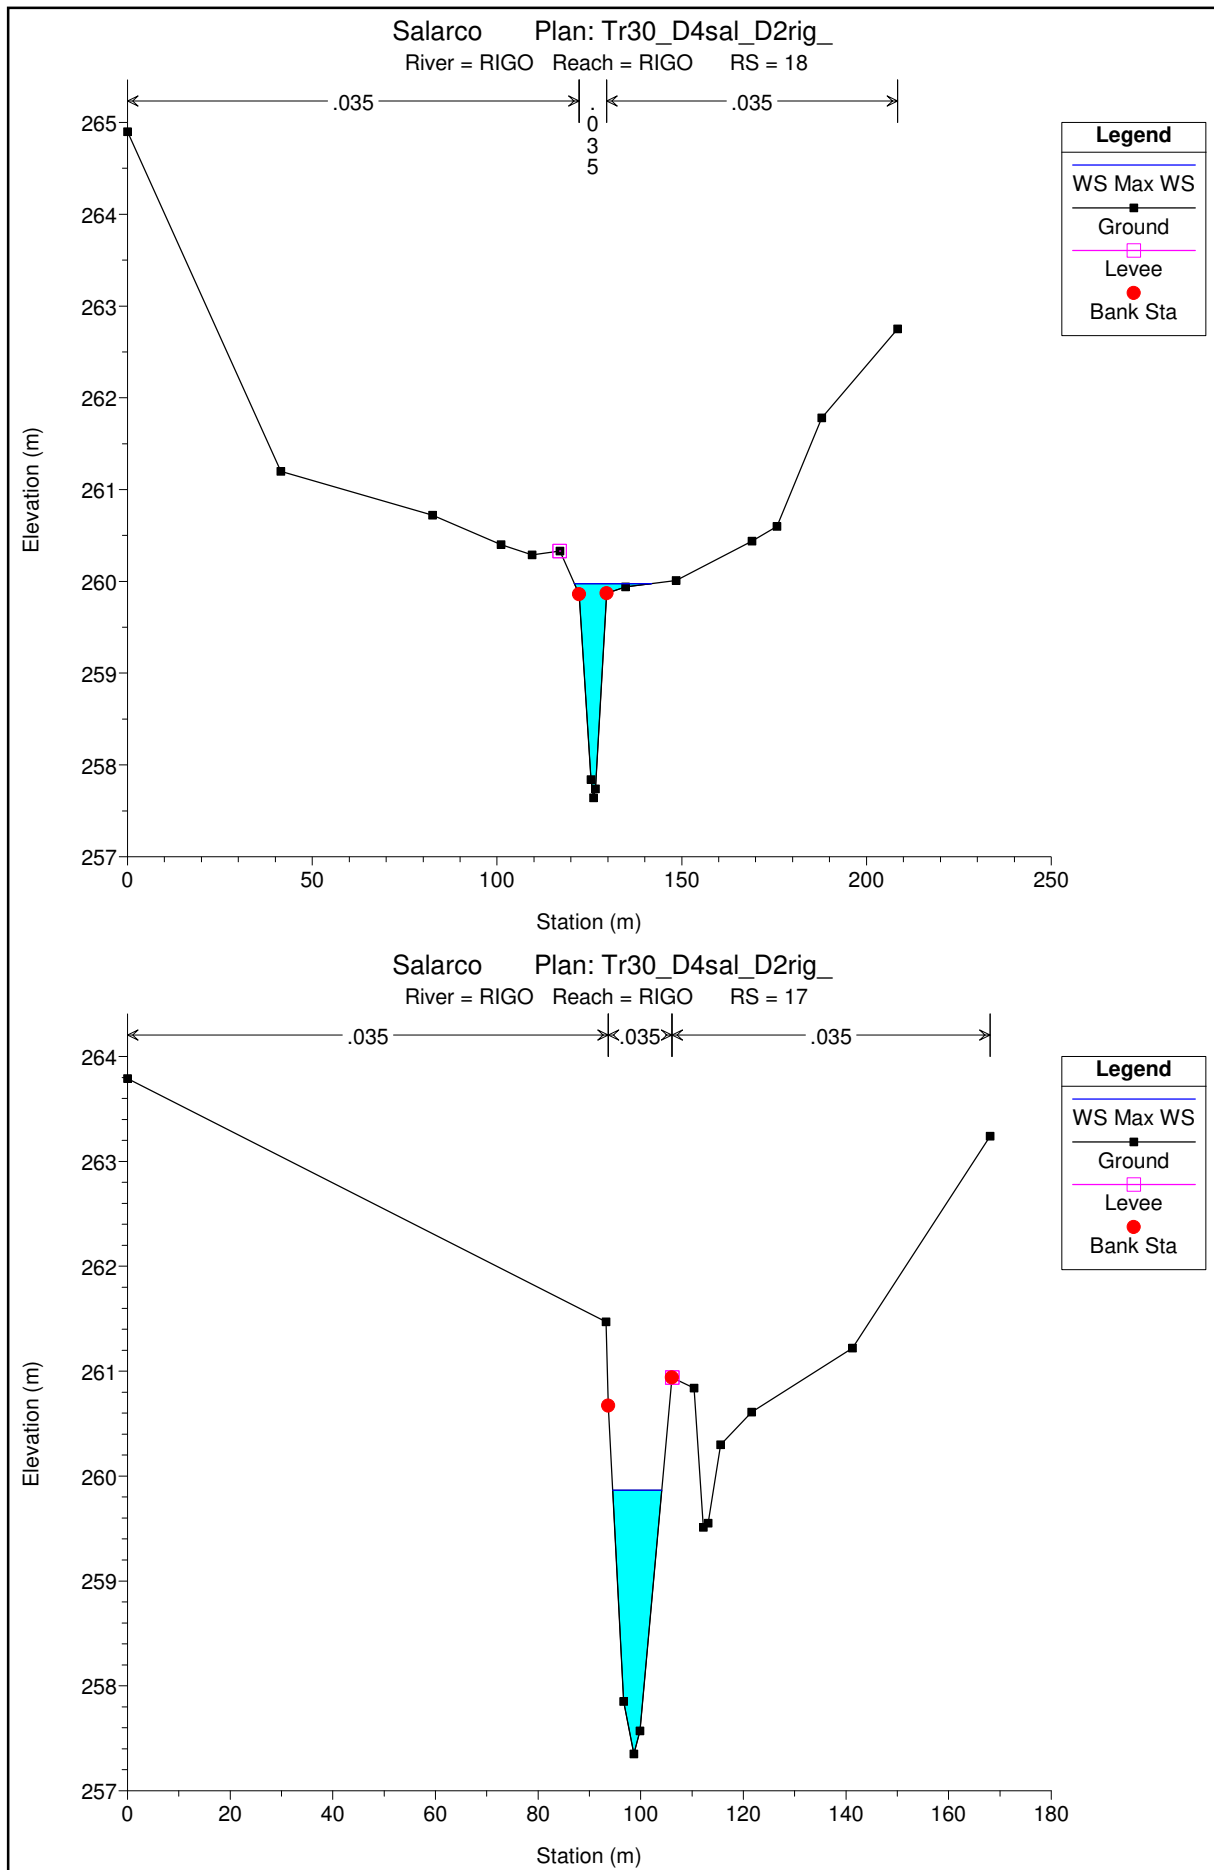 Salarco Plan: Tr30_D4sal_D2rig_
River = RIGO Reach = RIGO RS = 18
.035 .035 .035
265
264
263
262
261
260
259
258
257
Elevation (m)
0 50 100 150 200 250
Station (m)
Legend
WS Max WS
Ground
Levee
Bank Sta
Salarco Plan: Tr30_D4sal_D2rig_
River = RIGO Reach = RIGO RS = 17
.035 .035 .035
264
263
262
261
260
259
258
257
Elevation (m)
0 20 40 60 80 100 120 140 160 180
Station (m)
Legend
WS Max WS
Ground
Levee
Bank Sta